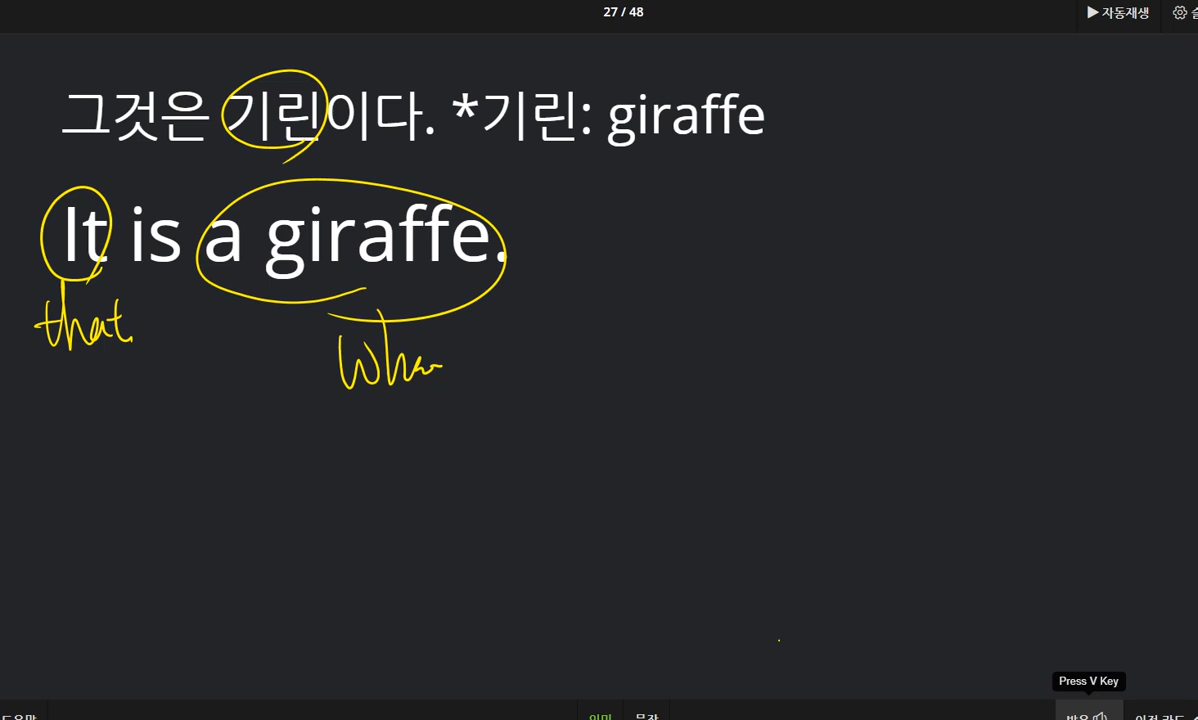 27 / 48
▶ 자동재생
그것은 기린이다. *기린: giraffe
It is a giraffe.
that
Press V Key